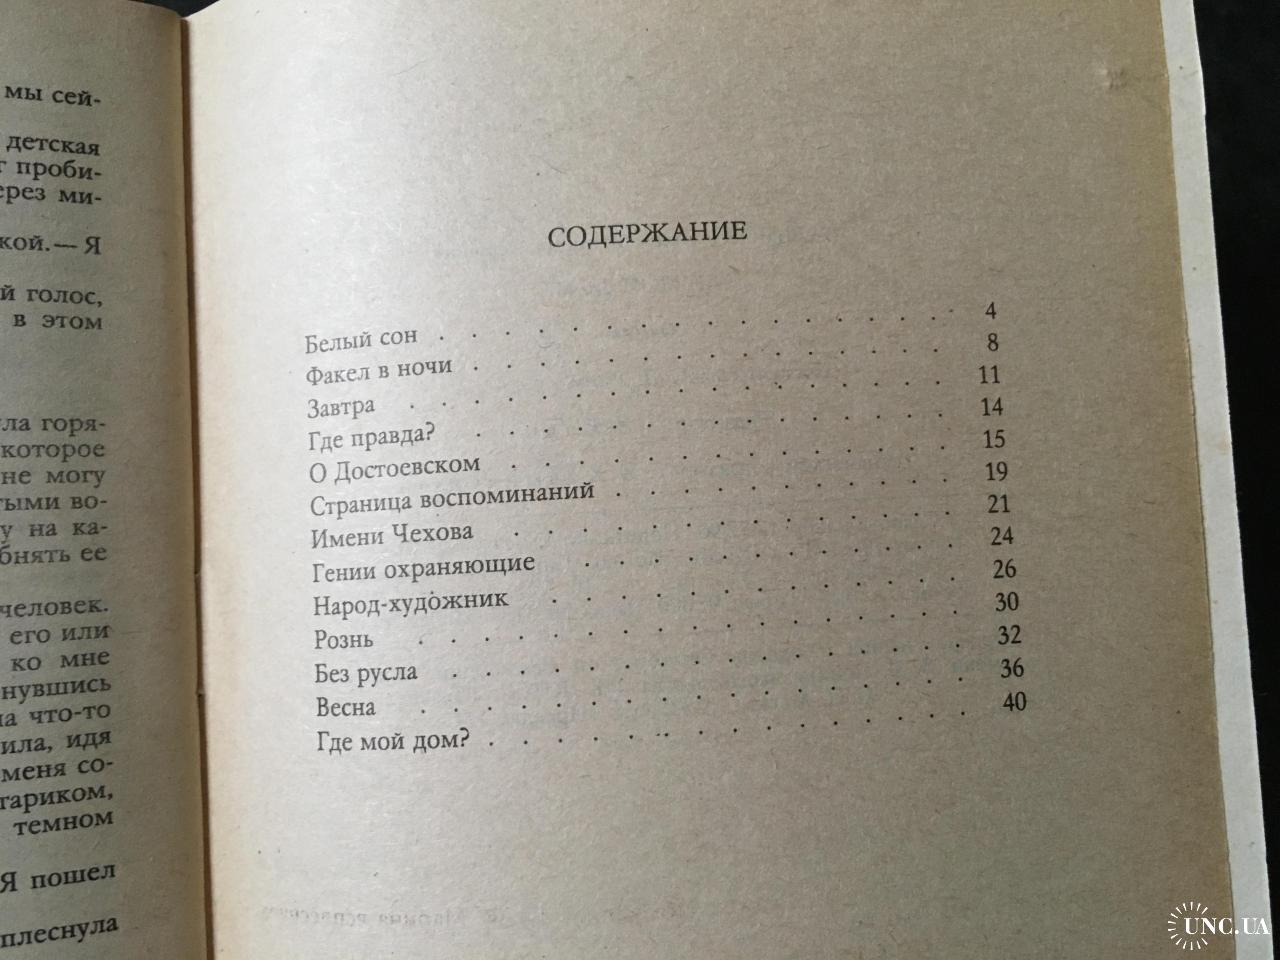 мы сей-
детская
проби-
ерез ми-
кой.— Я
й голос,
в этом
ла горя-
которое
не могу
тыми во-
у на ка-
бнять ее
человек.
его или
ко мне
нувшись
на что-то
ила, идя
меня со-
тариком,
темном
Я пошел
плеснула
СОДЕРЖАНИЕ
Белый сон . . . . . . . . . . . . . . . . 4
Факел в ночи . . . . . . . . . . . . . . . 8
Завтра . . . . . . . . . . . . . . . . 11
Где правда? . . . . . . . . . . . . . . 14
О Достоевском . . . . . . . . . . . . . 15
Страница воспоминаний . . . . . . . . . . 19
Имени Чехова . . . . . . . . . . . . . 21
Гении охраняющие . . . . . . . . . . . . 24
Народ-художник . . . . . . . . . . . . 26
Рознь . . . . . . . . . . . . . . . . 30
Без русла . . . . . . . . . . . . . . . 32
Весна . . . . . . . . . . . . . . . . 36
Где мой дом? . . . . . . . . . . . . . . 40
UNC.UA